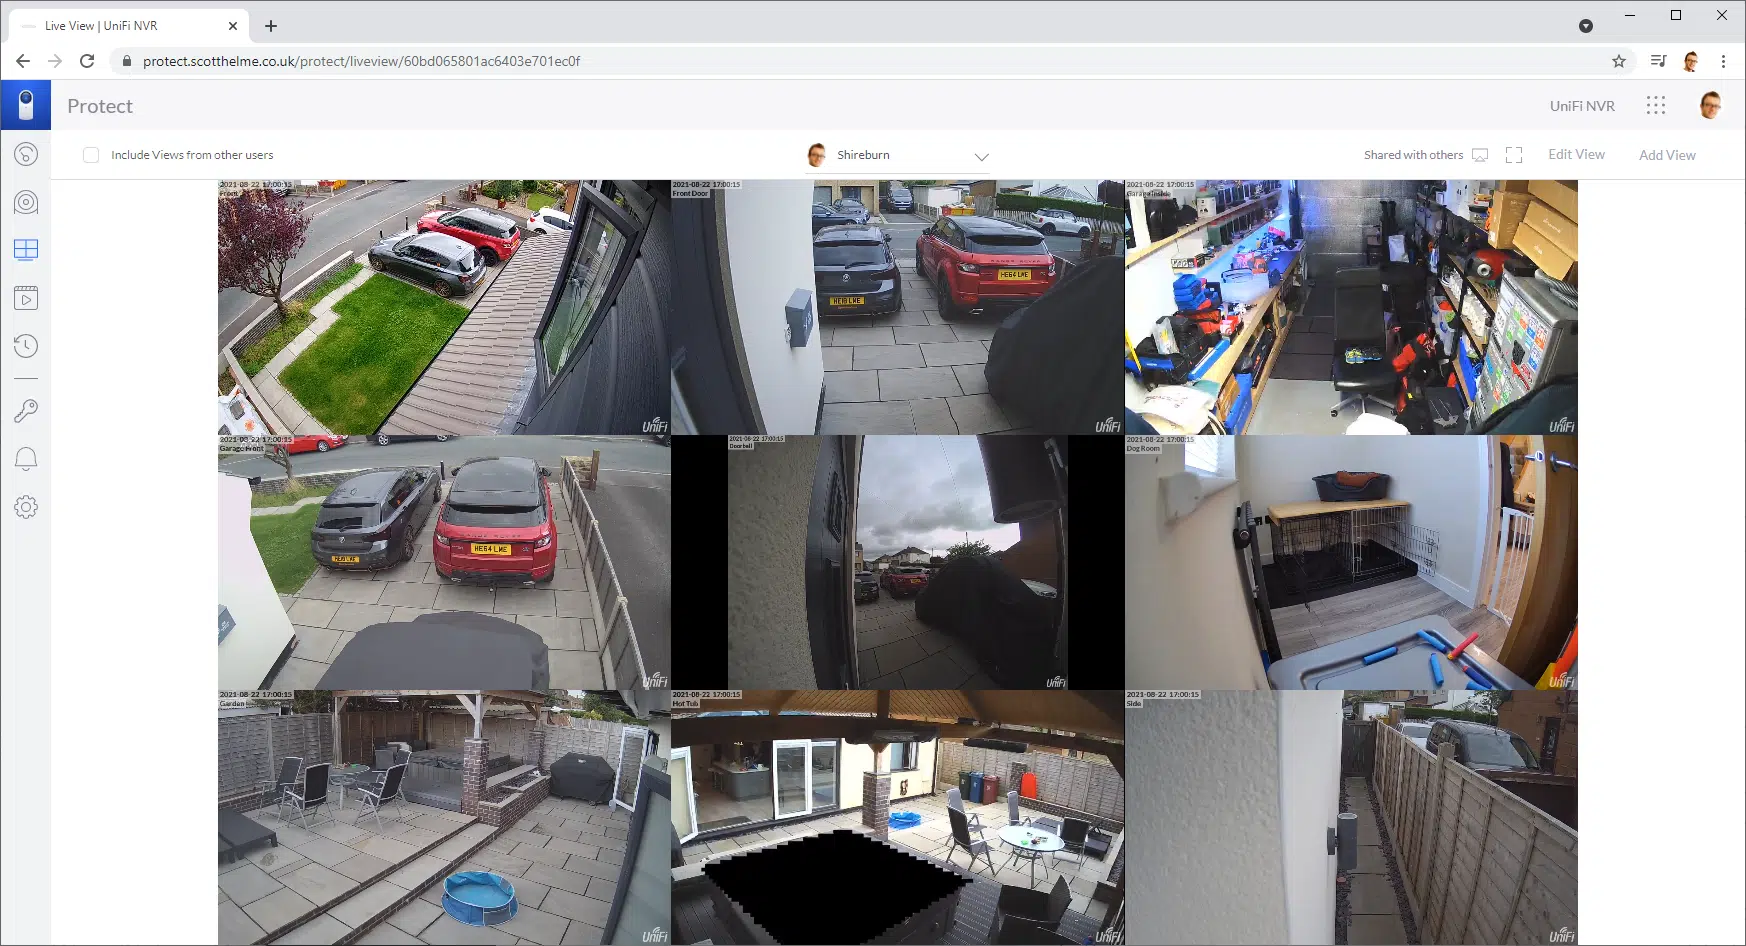 Live View | UniFi NVR
protect.scotthelme.co.uk/protect/liveview/60bd065801ac6403e701ec0f
Protect
UniFi NVR
Include Views from other users
Shireburn
Shared with others
Edit View
Add View
2021-08-22 17:00:15
Front
UniFi
2021-08-22 17:00:15
Front Door
HE64 LWE
UniFi
2021-08-22 17:00:15
Garage Inside
UniFi
2021-08-22 17:00:15
Garage Front
HE64 LWE
UniFi
2021-08-22 17:00:15
Doorbell
UniFi
2021-08-22 17:00:15
Dog Room
UniFi
2021-08-22 17:00:15
Garden
UniFi
2021-08-22 17:00:15
Hot Tub
UniFi
2021-08-22 17:00:15
Side
UniFi